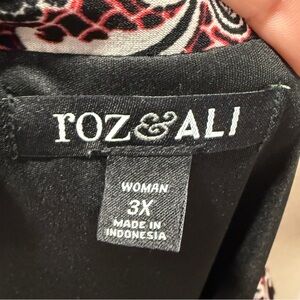 roz&ALI
WOMAN
3X
MADE IN
INDONESIA